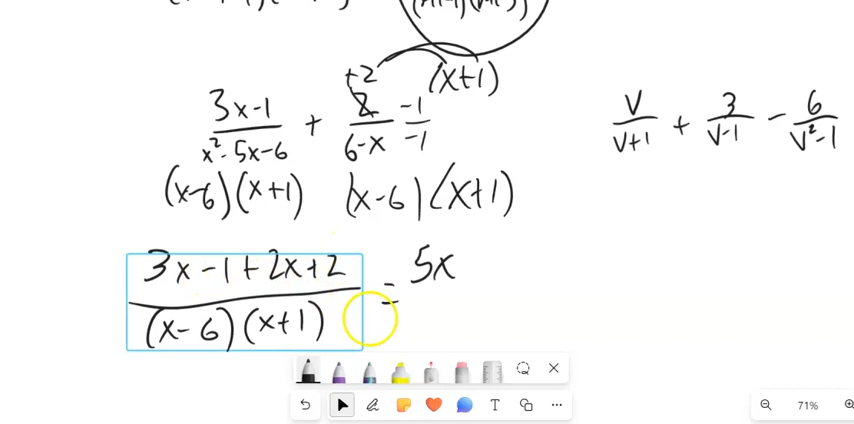 +2 (x+1)
3x-1/x²-5x-6 + 2/6-x -1/-1
(x-6)(x+1) (x-6)(x+1)
3x-1+2x+2/(x-6)(x+1) = 5x
v/v+1 + 3/v-1 - 6/v²-1
T
71%